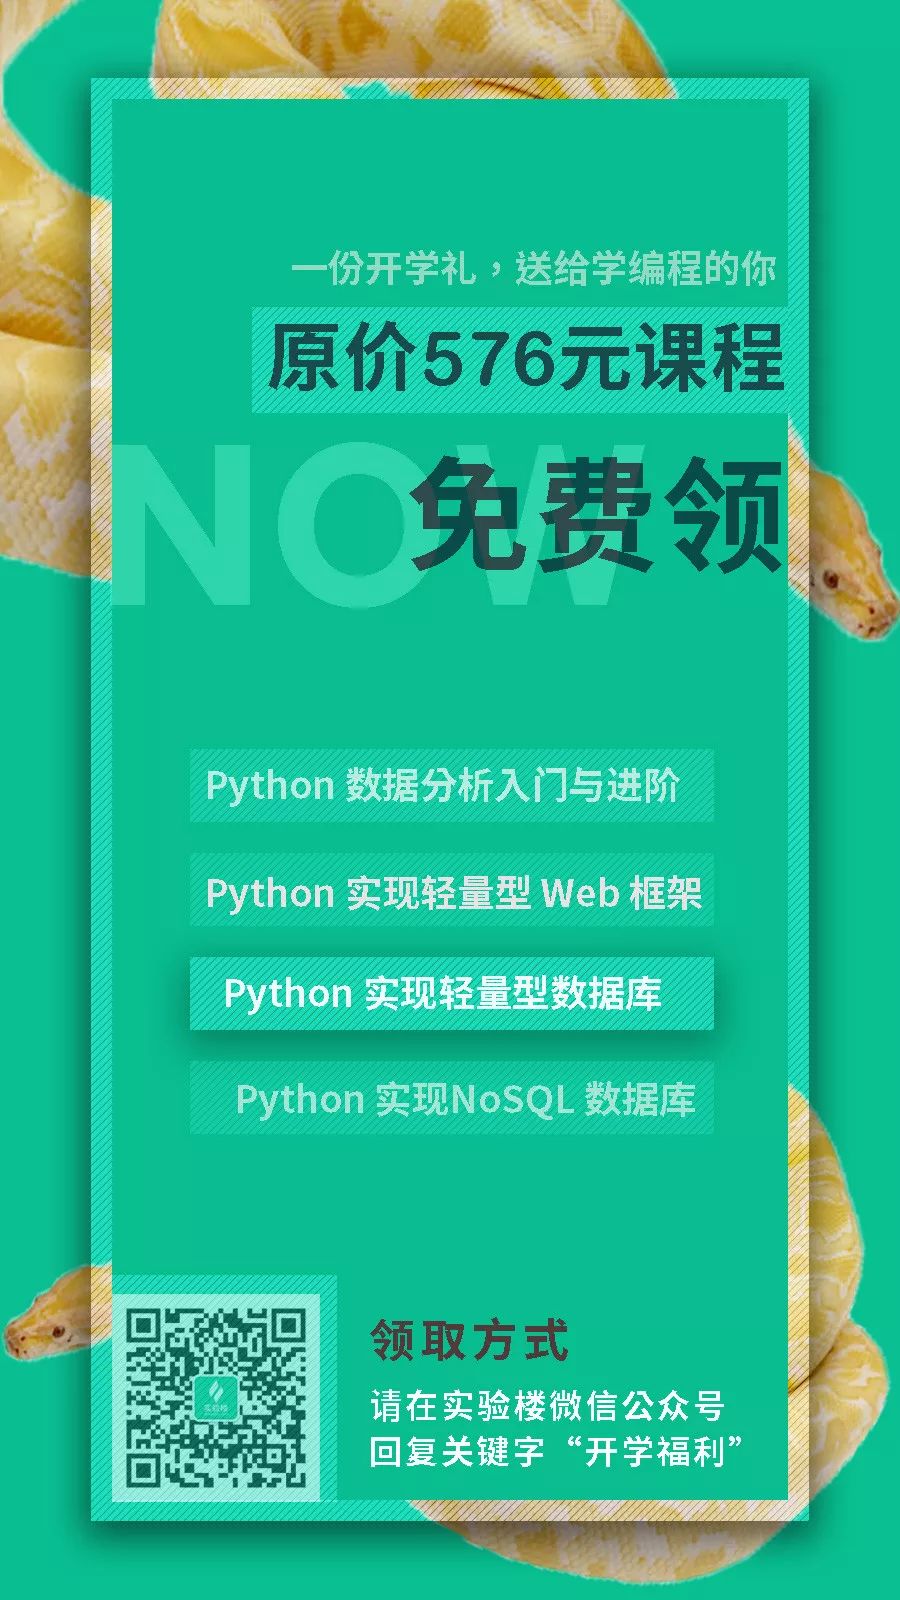 一份开学礼，送给学编程的你
原价576元课程
NOW
免费领
Python 数据分析入门与进阶
Python 实现轻量型 Web 框架
Python 实现轻量型数据库
Python 实现NoSQL 数据库
实验楼
领取方式
请在实验楼微信公众号
回复关键字“开学福利”